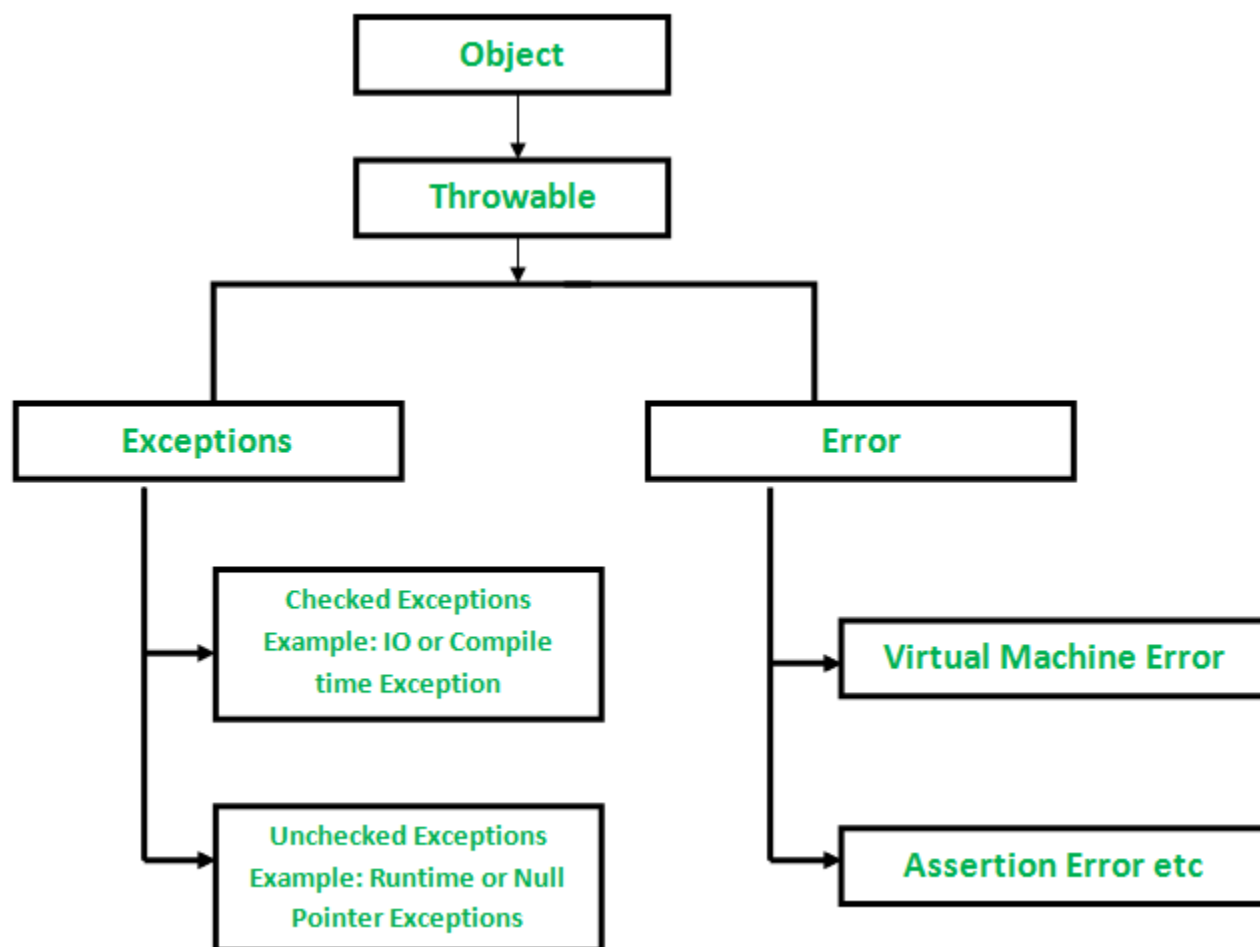 Object
Throwable
Exceptions
Error
Checked Exceptions
Example: IO or Compile
time Exception
Virtual Machine Error
Unchecked Exceptions
Example: Runtime or Null
Pointer Exceptions
Assertion Error etc